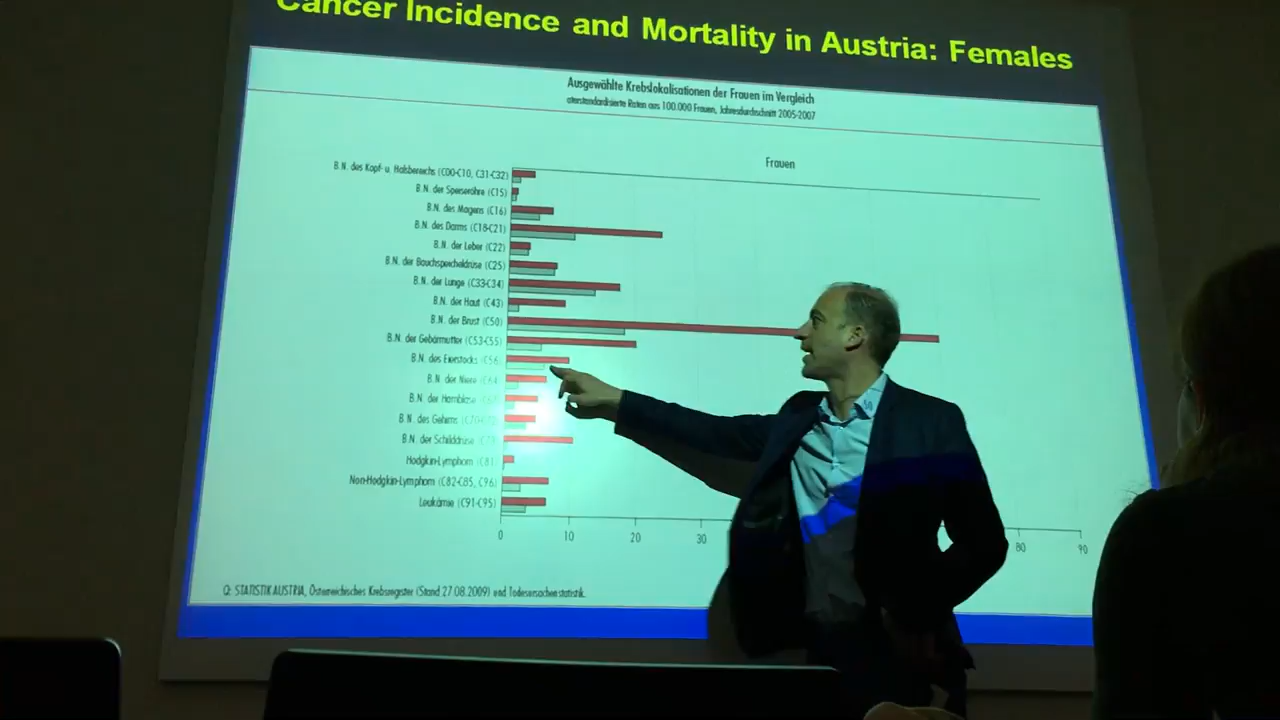 Cancer Incidence and Mortality in Austria: Females
Ausgewählte Krebslokalisationen der Frauen im Vergleich
altersstandardisierte Raten aus 100.000 Frauen, Jahresdurchschnitt 2005-2007
Frauen
B.N. des Kopf- u. Halsbereichs (C00-C10, C31-C32)
B.N. der Speiseröhre (C15)
B.N. des Magens (C16)
B.N. des Darms (C18-C21)
B.N. der Leber (C22)
B.N. der Bauchspeicheldrüse (C25)
B.N. der Lunge (C33-C34)
B.N. der Haut (C43)
B.N. der Brust (C50)
B.N. der Gebärmutter (C53-C55)
B.N. des Eierstocks (C56)
B.N. der Niere (C64)
B.N. der Harnblase
B.N. des Gehirns
B.N. der Schilddrüse
Hodgkin-Lymphom (C81)
Non-Hodgkin-Lymphom (C82-C85, C96)
Leukämie (C91-C95)
0 10 20 30 80 90
Q: STATISTIK AUSTRIA, Österreichisches Krebsregister (Stand 27.08.2009) und Todesursachenstatistik.